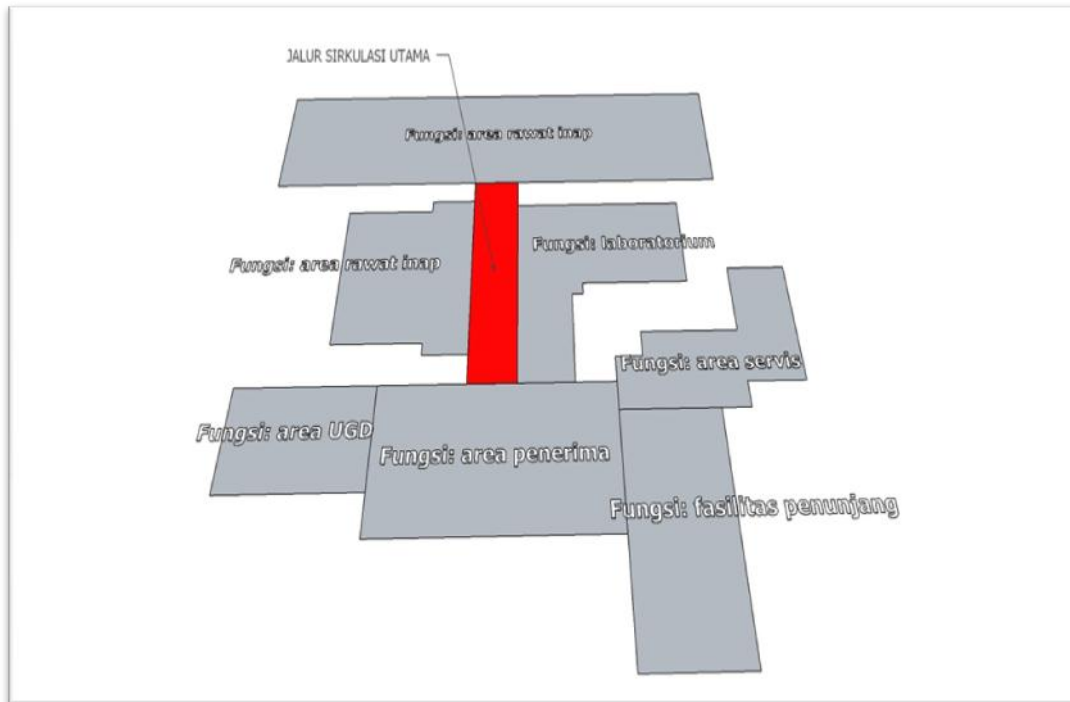 JALUR SIRKULASI UTAMA
Fungsi: area rawat inap
Fungsi: laboratorium
Fungsi: area rawat inap
Fungsi: area servis
Fungsi: area UGD
Fungsi: area penerima
Fungsi: fasilitas penunjang